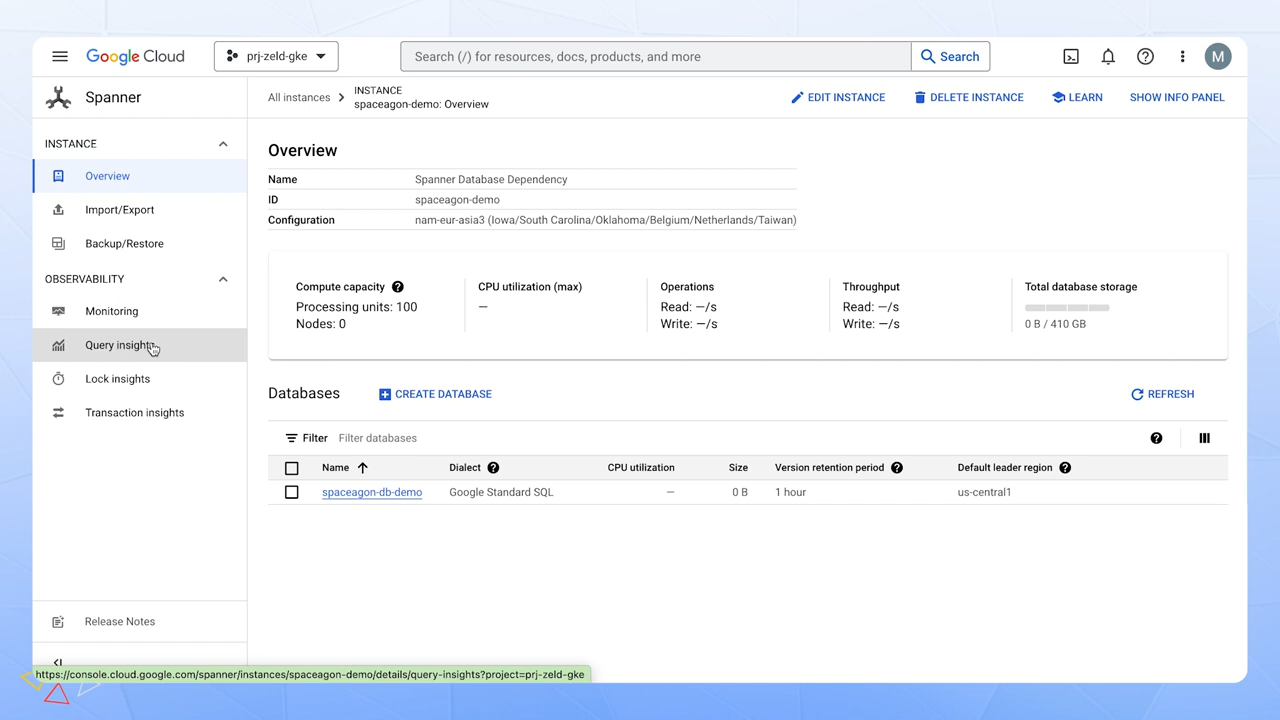 Google Cloud
prj-zeld-gke
Search (/) for resources, docs, products, and more
Search
M
Spanner
All instances
INSTANCE
spaceagon-demo: Overview
EDIT INSTANCE
DELETE INSTANCE
LEARN
SHOW INFO PANEL
INSTANCE
Overview
Import/Export
Backup/Restore
OBSERVABILITY
Monitoring
Query insights
Lock insights
Transaction insights
Release Notes
Overview
Name Spanner Database Dependency
ID spaceagon-demo
Configuration nam-eur-asia3 (Iowa/South Carolina/Oklahoma/Belgium/Netherlands/Taiwan)
Compute capacity
Processing units: 100
Nodes: 0
CPU utilization (max)
—
Operations
Read: —/s
Write: —/s
Throughput
Read: —/s
Write: —/s
Total database storage
0 B / 410 GB
Databases
CREATE DATABASE
REFRESH
Filter Filter databases
Name Dialect CPU utilization Size Version retention period Default leader region
spaceagon-db-demo Google Standard SQL — 0 B 1 hour us-central1
https://console.cloud.google.com/spanner/instances/spaceagon-demo/details/query-insights?project=prj-zeld-gke